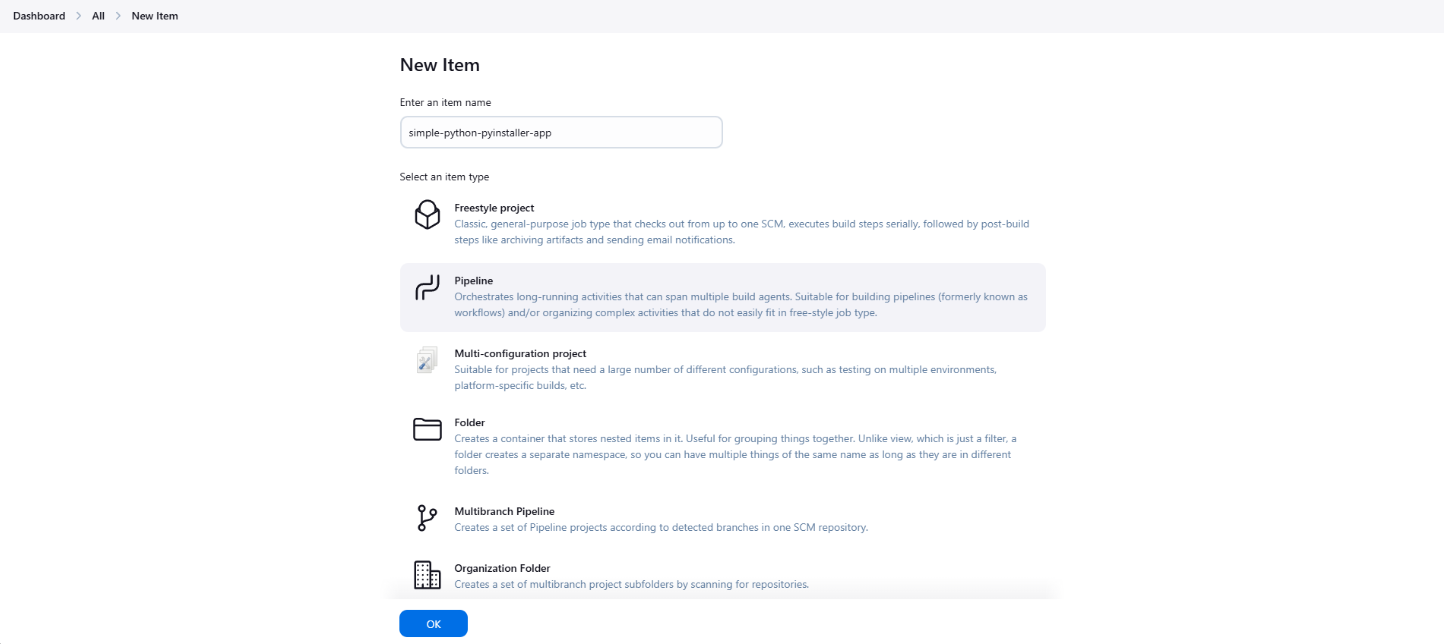 Dashboard > All > New Item
New Item
Enter an item name
simple-python-pyinstaller-app
Select an item type
Freestyle project
Classic, general-purpose job type that checks out from up to one SCM, executes build steps serially, followed by post-build
steps like archiving artifacts and sending email notifications.
Pipeline
Orchestrates long-running activities that can span multiple build agents. Suitable for building pipelines (formerly known as
workflows) and/or organizing complex activities that do not easily fit in free-style job type.
Multi-configuration project
Suitable for projects that need a large number of different configurations, such as testing on multiple environments,
platform-specific builds, etc.
Folder
Creates a container that stores nested items in it. Useful for grouping things together. Unlike view, which is just a filter, a
folder creates a separate namespace, so you can have multiple things of the same name as long as they are in different
folders.
Multibranch Pipeline
Creates a set of Pipeline projects according to detected branches in one SCM repository.
Organization Folder
Creates a set of multibranch project subfolders by scanning for repositories.
OK